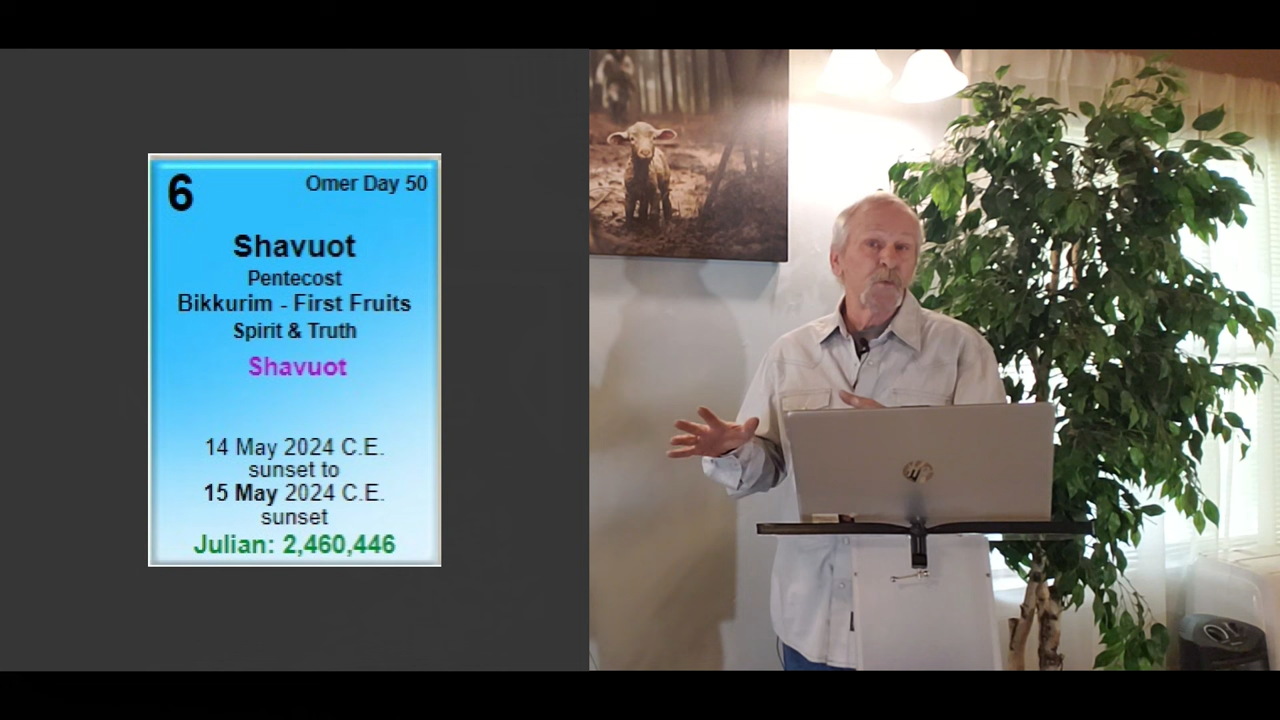 6
Omer Day 50
Shavuot
Pentecost
Bikkurim - First Fruits
Spirit & Truth
Shavuot
14 May 2024 C.E.
sunset to
15 May 2024 C.E.
sunset
Julian: 2,460,446
hp